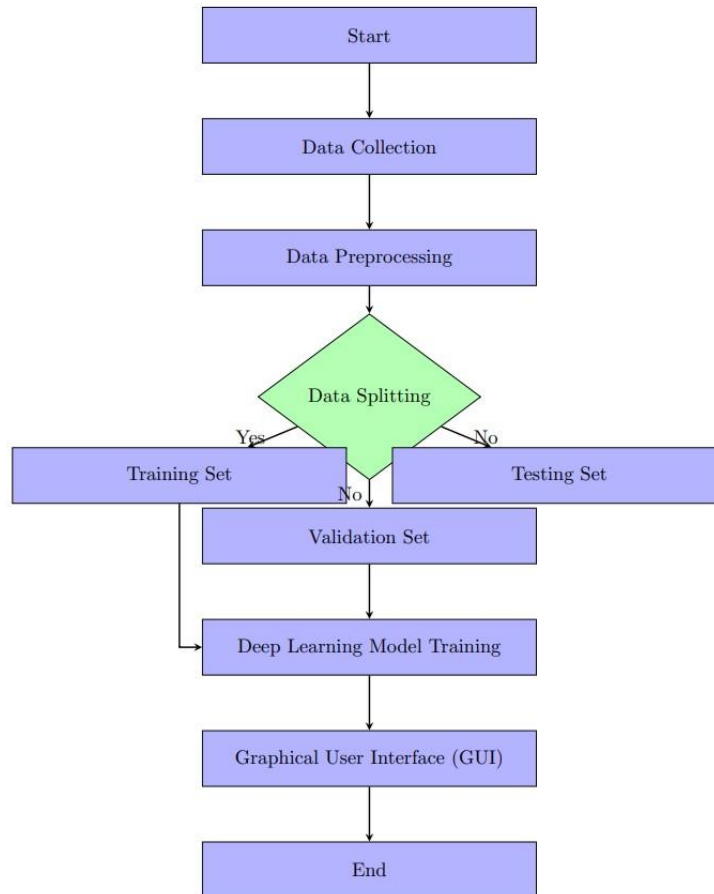 Start
Data Collection
Data Preprocessing
Data Splitting
Yes
No
Training Set
Testing Set
No
Validation Set
Deep Learning Model Training
Graphical User Interface (GUI)
End